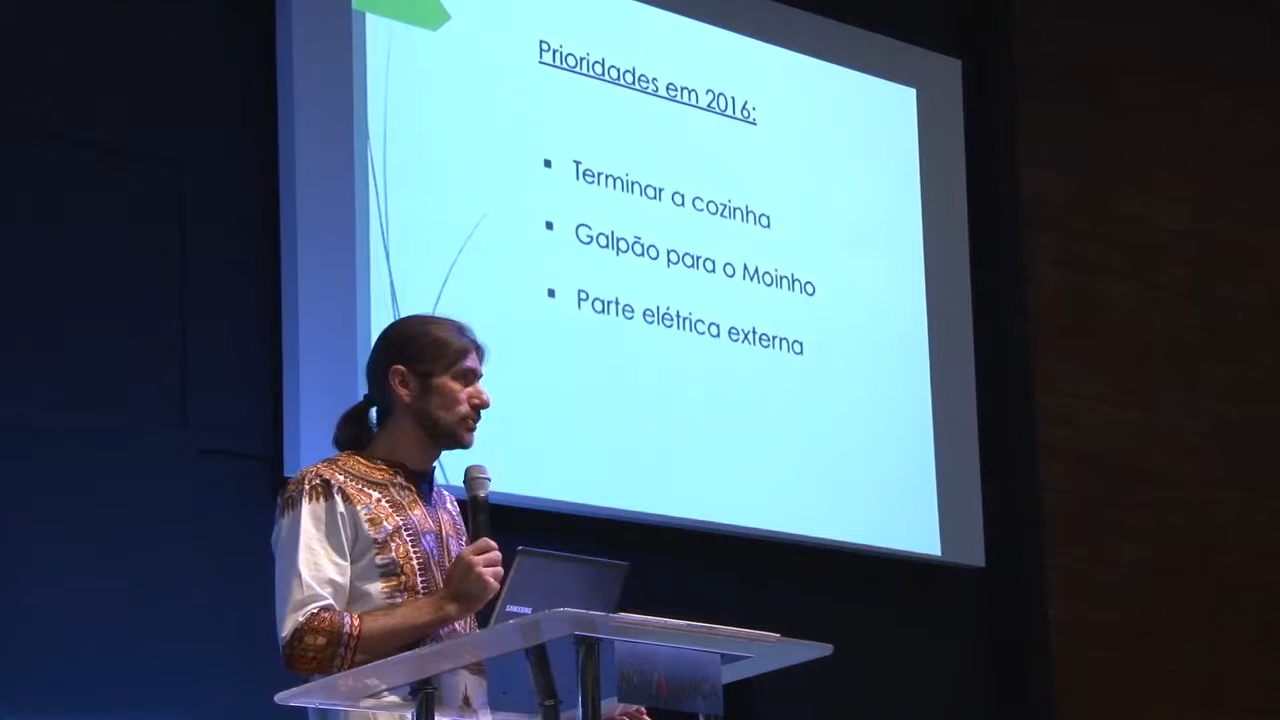 Prioridades em 2016:
Terminar a cozinha
Galpão para o Moinho
Parte elétrica externa
SAMSUNG